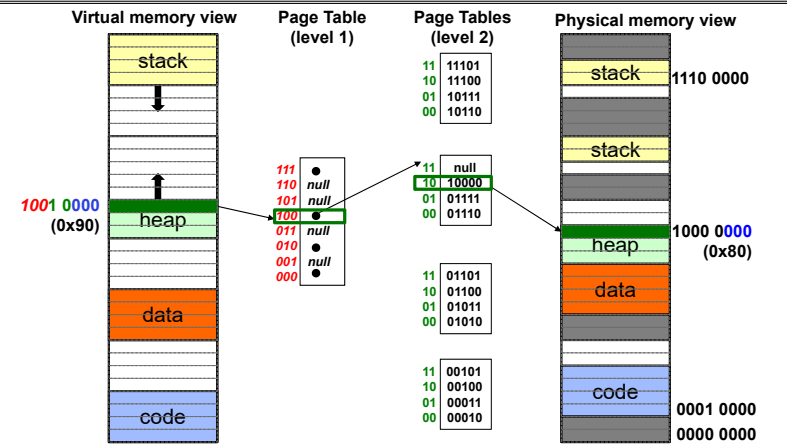 Virtual memory view
Page Table
(level 1)
Page Tables
(level 2)
Physical memory view
stack
1001 0000
(0x90)
heap
data
code
111
110 null
101 null
100
011 null
010
001 null
000
11 11101
10 11100
01 10111
00 10110
11 null
10 10000
01 01111
00 01110
11 01101
10 01100
01 01011
00 01010
11 00101
10 00100
01 00011
00 00010
stack
1110 0000
stack
1000 0000
(0x80)
heap
data
code
0001 0000
0000 0000